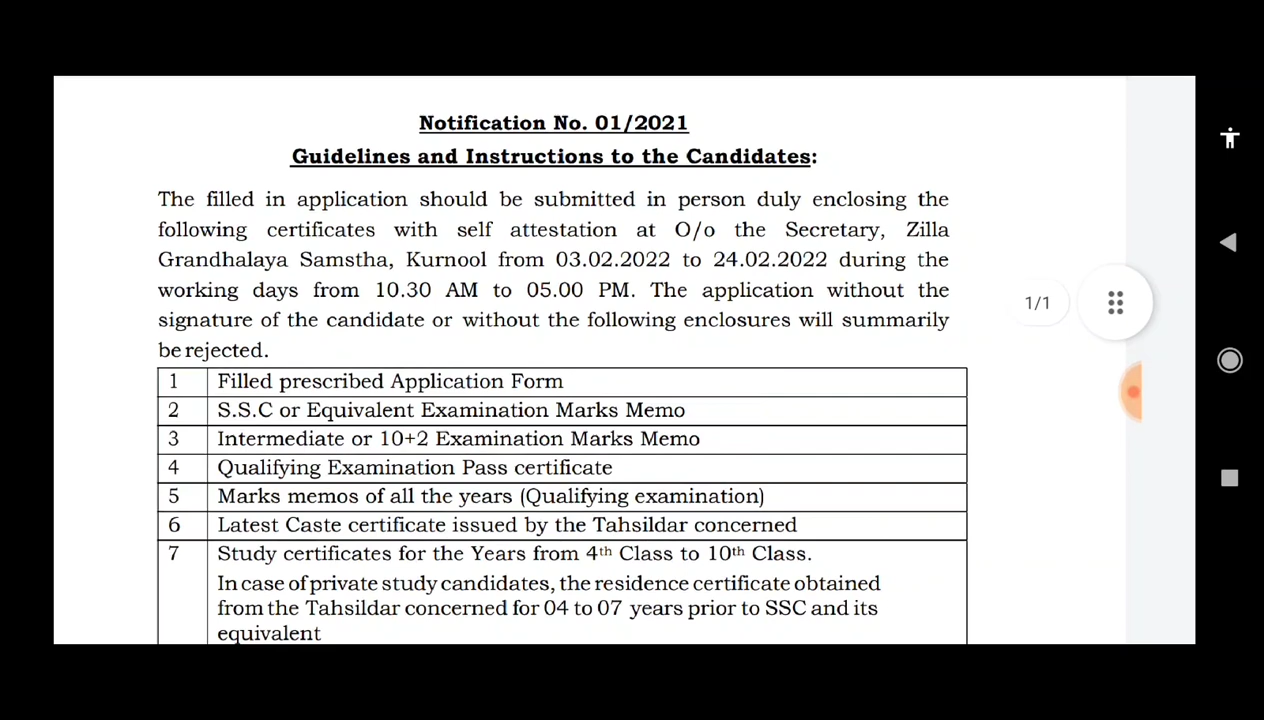 Notification No. 01/2021
Guidelines and Instructions to the Candidates:
The filled in application should be submitted in person duly enclosing the
following certificates with self attestation at O/o the Secretary, Zilla
Grandhalaya Samstha, Kurnool from 03.02.2022 to 24.02.2022 during the
working days from 10.30 AM to 05.00 PM. The application without the
signature of the candidate or without the following enclosures will summarily
be rejected.
1 Filled prescribed Application Form
2 S.S.C or Equivalent Examination Marks Memo
3 Intermediate or 10+2 Examination Marks Memo
4 Qualifying Examination Pass certificate
5 Marks memos of all the years (Qualifying examination)
6 Latest Caste certificate issued by the Tahsildar concerned
7 Study certificates for the Years from 4th Class to 10th Class.
In case of private study candidates, the residence certificate obtained
from the Tahsildar concerned for 04 to 07 years prior to SSC and its
equivalent
1/1